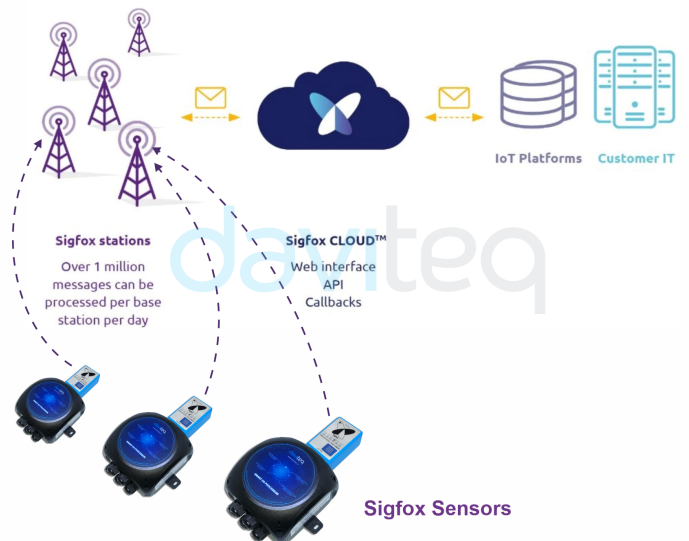 IoT Platforms
Customer IT
Sigfox stations
Over 1 million
messages can be
processed per base
station per day
Sigfox CLOUD™
Web interface
API
Callbacks
daviteq
Sigfox Sensors